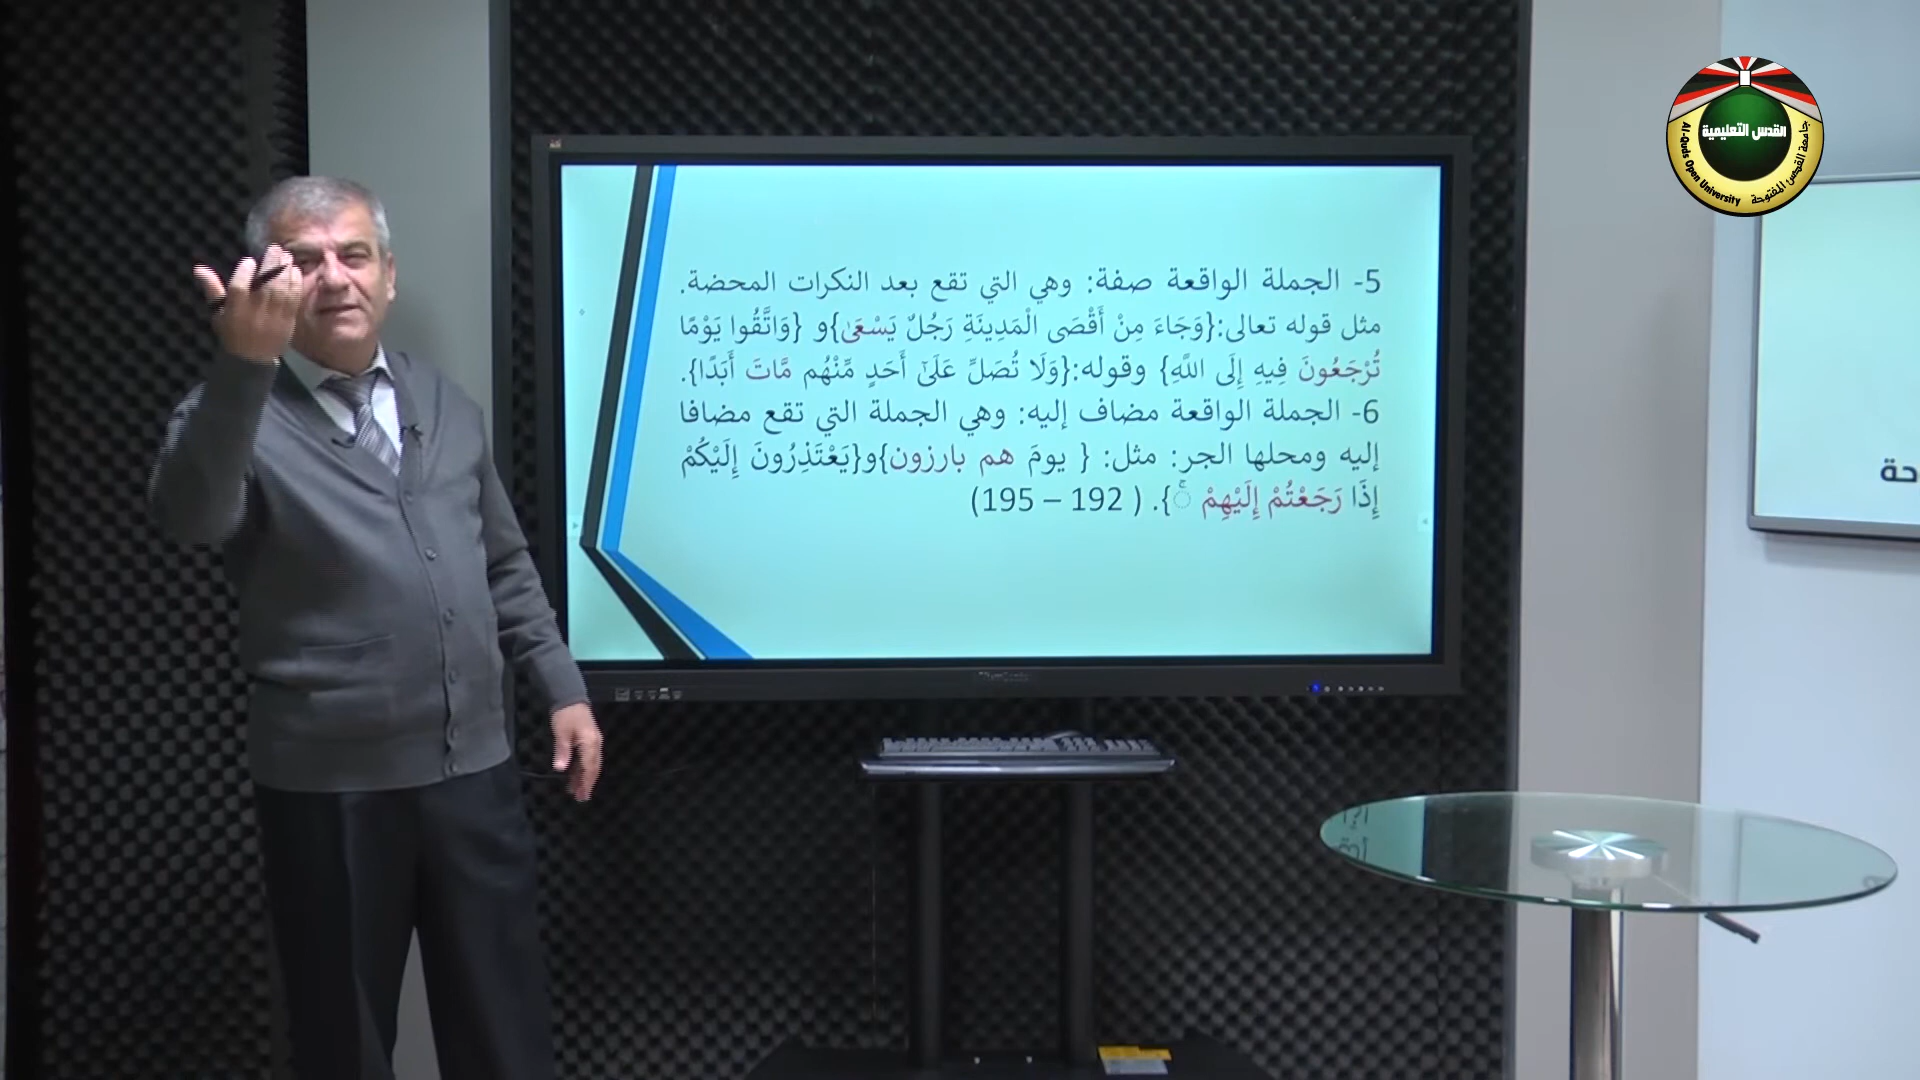 5- الجملة الواقعة صفة: وهي التي تقع بعد النكرات المحضة.
مثل قوله تعالى:{وَجَاءَ مِنْ أَقْصَى الْمَدِينَةِ رَجُلٌ يَسْعَىٰ}و {وَاتَّقُوا يَوْمًا
تُرْجَعُونَ فِيهِ إِلَى اللَّهِ} وقوله:{وَلَا تُصَلِّ عَلَىٰ أَحَدٍ مِّنْهُم مَّاتَ أَبَدًا}.
6- الجملة الواقعة مضاف إليه: وهي الجملة التي تقع مضافا
إليه ومحلها الجر: مثل: { يومَ هم بارزون}و{يَعْتَذِرُونَ إِلَيْكُمْ
إِذَا رَجَعْتُمْ إِلَيْهِمْ ۚ}. ( 192 – 195)
القدس التعليمية
جامعة القدس المفتوحة
Al-Quds Open University
حة